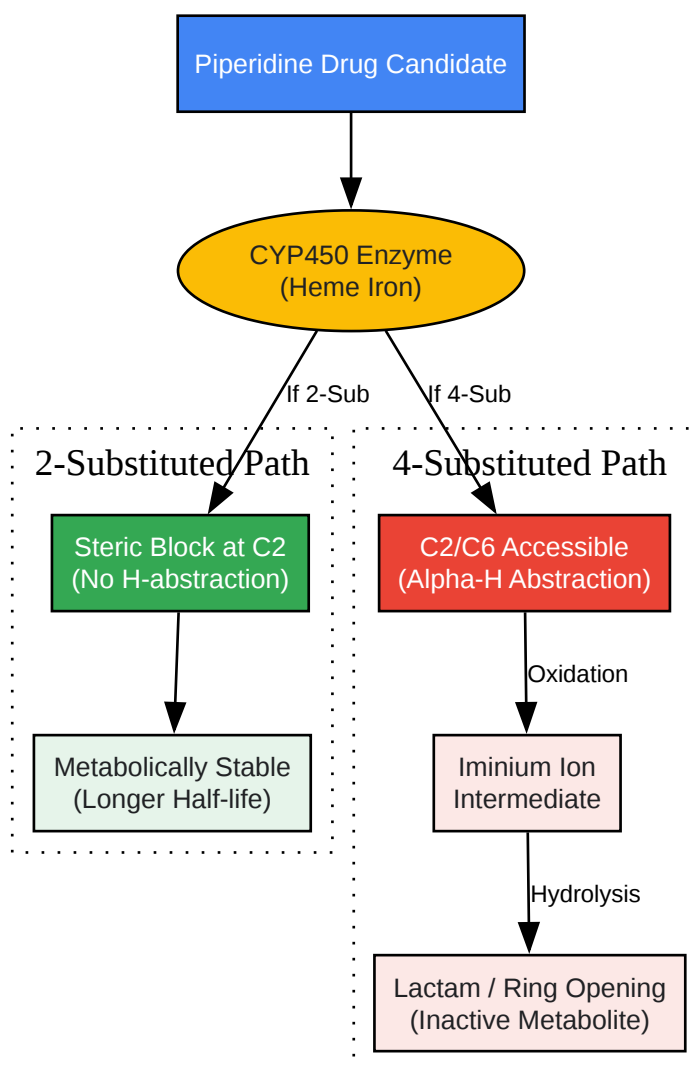 Piperidine Drug Candidate
CYP450 Enzyme
(Heme Iron)
If 2-Sub
If 4-Sub
2-Substituted Path
4-Substituted Path
Steric Block at C2
(No H-abstraction)
C2/C6 Accessible
(Alpha-H Abstraction)
Oxidation
Metabolically Stable
(Longer Half-life)
Iminium Ion
Intermediate
Hydrolysis
Lactam / Ring Opening
(Inactive Metabolite)